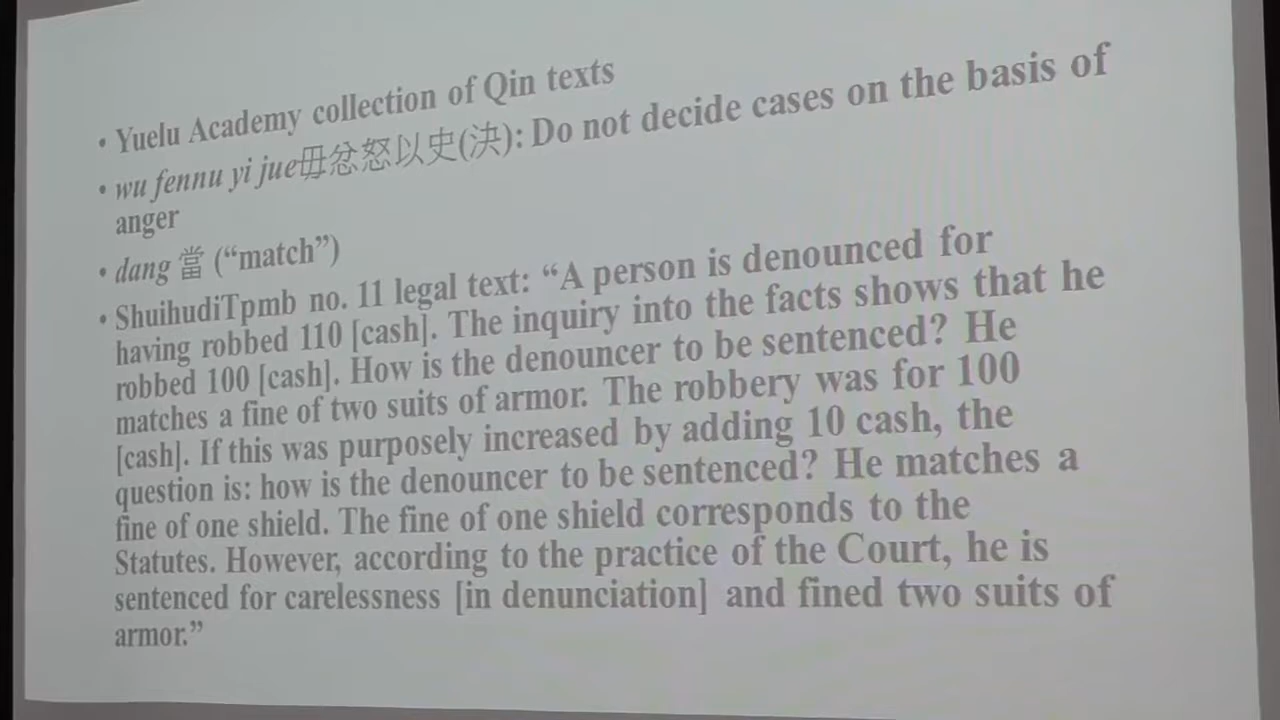 • Yuelu Academy collection of Qin texts
• wu fennu yi jue毋忿怒以史(決): Do not decide cases on the basis of
anger
• dang 當 (“match”)
• ShuihudiTpmb no. 11 legal text: “A person is denounced for
having robbed 110 [cash]. The inquiry into the facts shows that he
robbed 100 [cash]. How is the denouncer to be sentenced? He
matches a fine of two suits of armor. The robbery was for 100
[cash]. If this was purposely increased by adding 10 cash, the
question is: how is the denouncer to be sentenced? He matches a
fine of one shield. The fine of one shield corresponds to the
Statutes. However, according to the practice of the Court, he is
sentenced for carelessness [in denunciation] and fined two suits of
armor.”